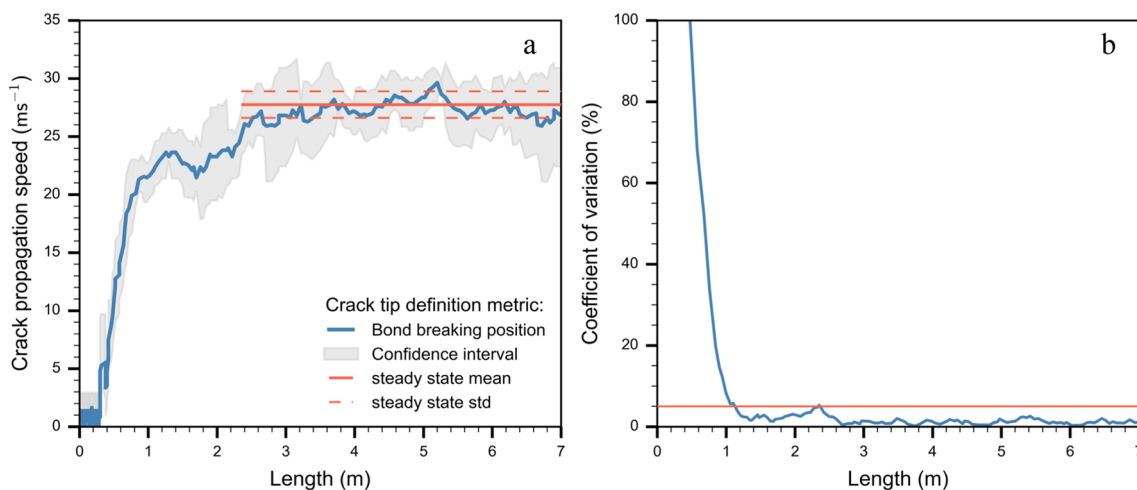 a
Crack propagation speed (ms⁻¹)
35
30
25
20
15
10
5
0
0 1 2 3 4 5 6 7
Length (m)
Crack tip definition metric:
Bond breaking position
Confidence interval
steady state mean
steady state std
b
Coefficient of variation (%)
100
80
60
40
20
0
0 1 2 3 4 5 6 7
Length (m)